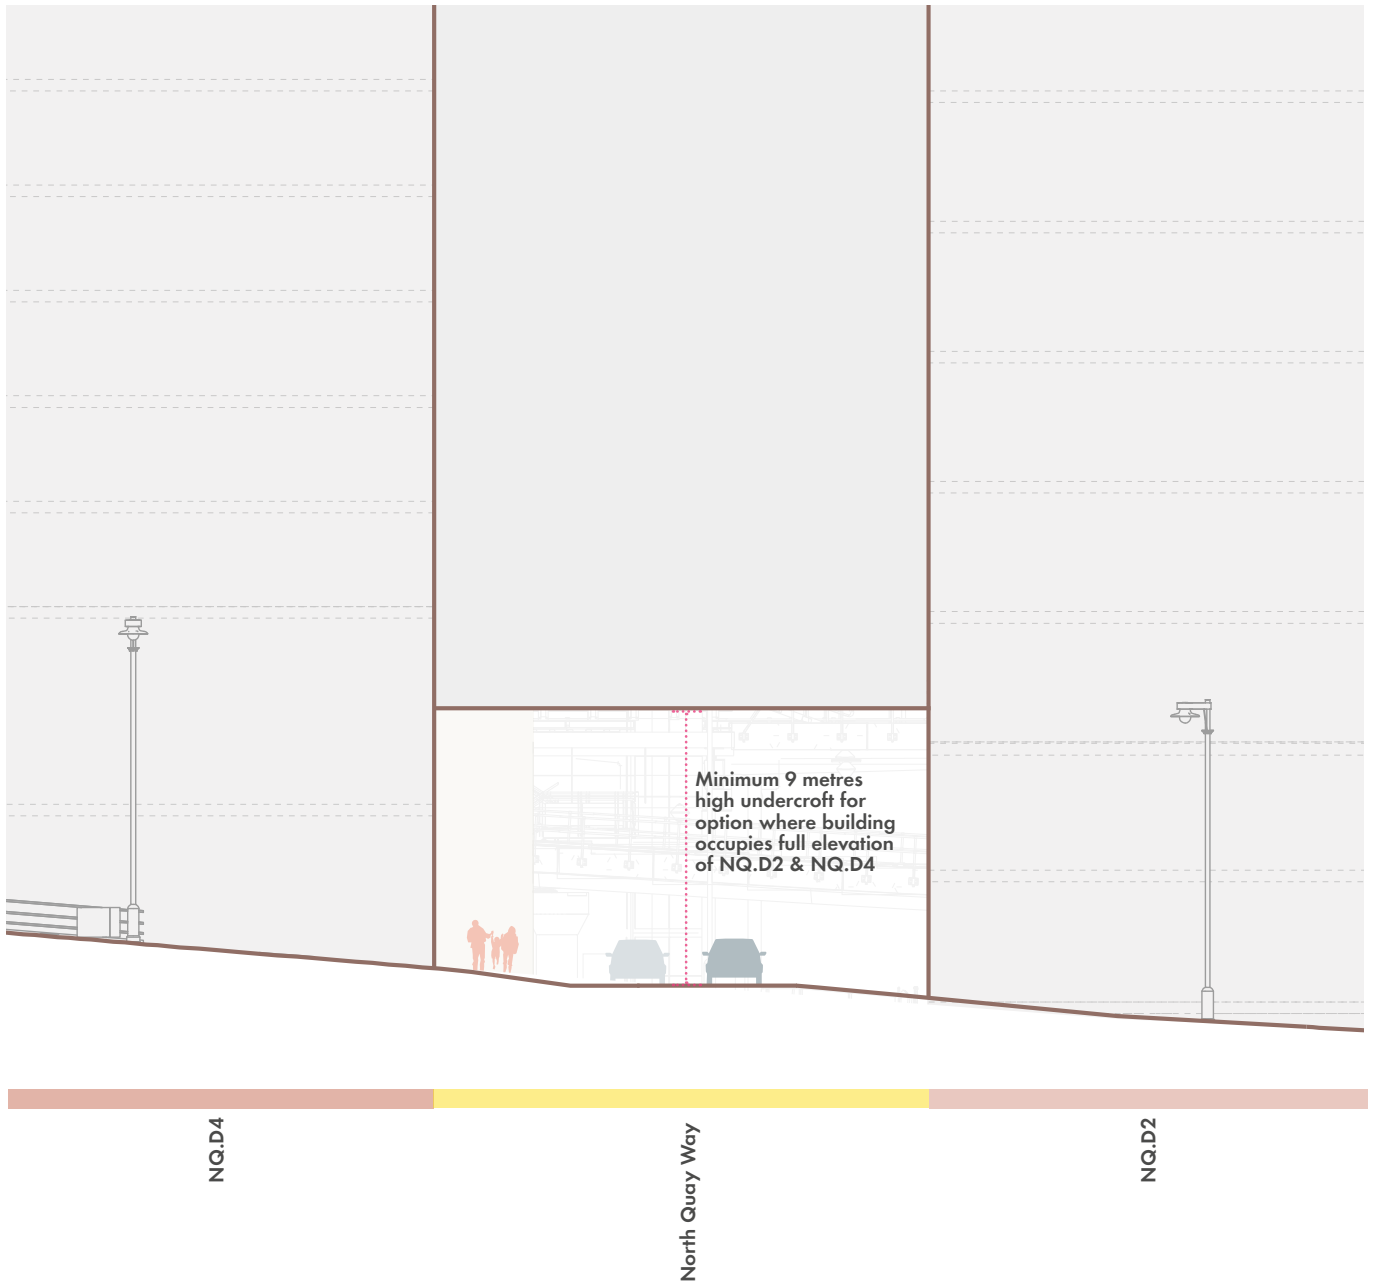 Minimum 9 metres
high undercroft for
option where building
occupies full elevation
of NQ.D2 & NQ.D4
NQ.D4
North Quay Way
NQ.D2